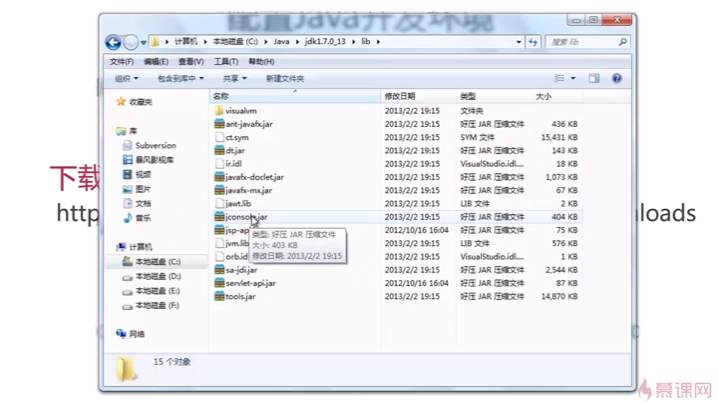 配置Java开发环境
计算机 ▸ 本地磁盘 (C:) ▸ Java ▸ jdk1.7.0_13 ▸ lib ▸
搜索 lib
文件(F) 编辑(E) 查看(V) 工具(T) 帮助(H)
组织 包含到库中 共享 新建文件夹
名称 修改日期 类型 大小
收藏夹
库
Subversion
暴风影视库
视频
图片
文档
音乐
计算机
本地磁盘 (C:)
本地磁盘 (D:)
本地磁盘 (E:)
本地磁盘 (F:)
网络
visualvm 2013/2/2 19:15 文件夹
ant-javafx.jar 2013/2/2 19:15 好压 JAR 压缩文件 436 KB
ct.sym 2013/2/2 19:15 SYM 文件 15,431 KB
dt.jar 2013/2/2 19:15 好压 JAR 压缩文件 143 KB
ir.idl 2013/2/2 19:15 VisualStudio.idl... 18 KB
javafx-doclet.jar 2013/2/2 19:15 好压 JAR 压缩文件 1,073 KB
javafx-mx.jar 2013/2/2 19:15 好压 JAR 压缩文件 67 KB
jawt.lib 2013/2/2 19:15 LIB 文件 2 KB
jconsole.jar 2013/2/2 19:15 好压 JAR 压缩文件 404 KB
jsp-ap 2012/10/16 16:04 好压 JAR 压缩文件 75 KB
jvm.lib 2013/2/2 19:15 LIB 文件 576 KB
orb.id 2013/2/2 19:15 VisualStudio.idl... 1 KB
sa-jdi.jar 2013/2/2 19:15 好压 JAR 压缩文件 2,544 KB
servlet-api.jar 2012/10/16 16:04 好压 JAR 压缩文件 87 KB
tools.jar 2013/2/2 19:15 好压 JAR 压缩文件 14,870 KB
类型: 好压 JAR 压缩文件
大小: 403 KB
修改日期: 2013/2/2 19:15
15 个对象
下载
http
nloads
慕课网